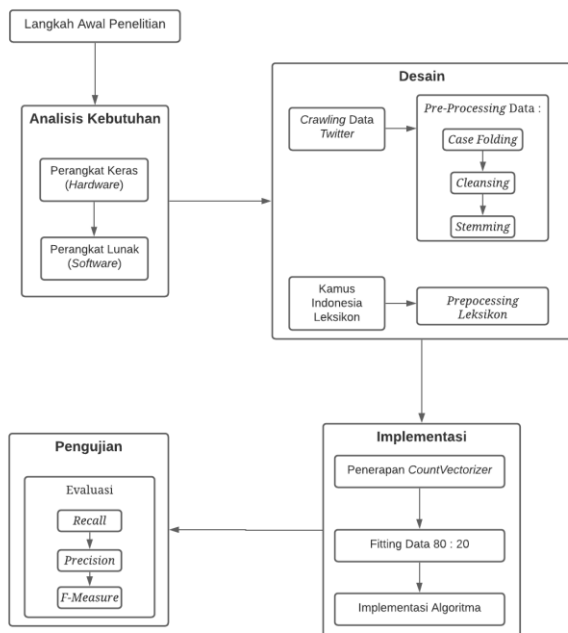 Langkah Awal Penelitian
Analisis Kebutuhan
Perangkat Keras
(Hardware)
Perangkat Lunak
(Software)
Desain
Crawling Data
Twitter
Pre-Processing Data :
Case Folding
Cleansing
Stemming
Kamus
Indonesia
Leksikon
Prepocessing
Leksikon
Implementasi
Penerapan CountVectorizer
Fitting Data 80 : 20
Implementasi Algoritma
Pengujian
Evaluasi
Recall
Precision
F-Measure